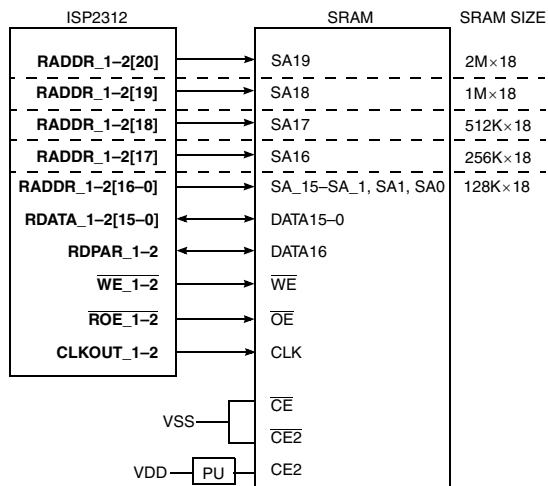 ISP2312 SRAM SRAM SIZE
RADDR_1–2[20] SA19 2M×18
RADDR_1–2[19] SA18 1M×18
RADDR_1–2[18] SA17 512K×18
RADDR_1–2[17] SA16 256K×18
RADDR_1–2[16–0] SA_15–SA_1, SA1, SA0 128K×18
RDATA_1–2[15–0] DATA15–0
RDPAR_1–2 DATA16
WE_1–2 WE
ROE_1–2 OE
CLKOUT_1–2 CLK
CE
VSS
CE2
VDD PU CE2